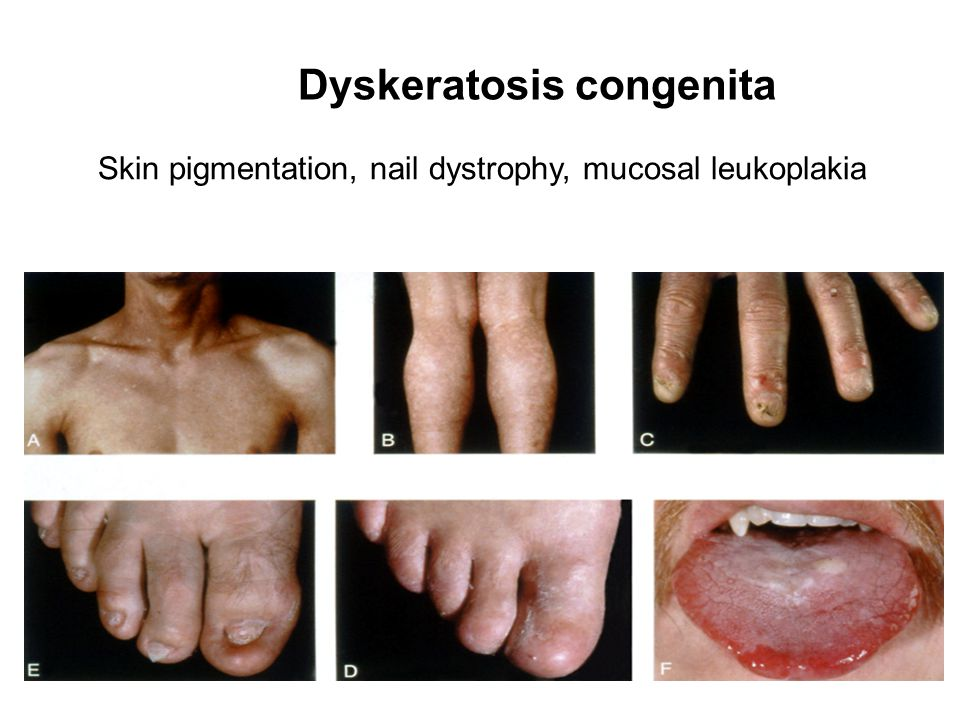 Dyskeratosis congenita
Skin pigmentation, nail dystrophy, mucosal leukoplakia
A
B
C
E
D
F